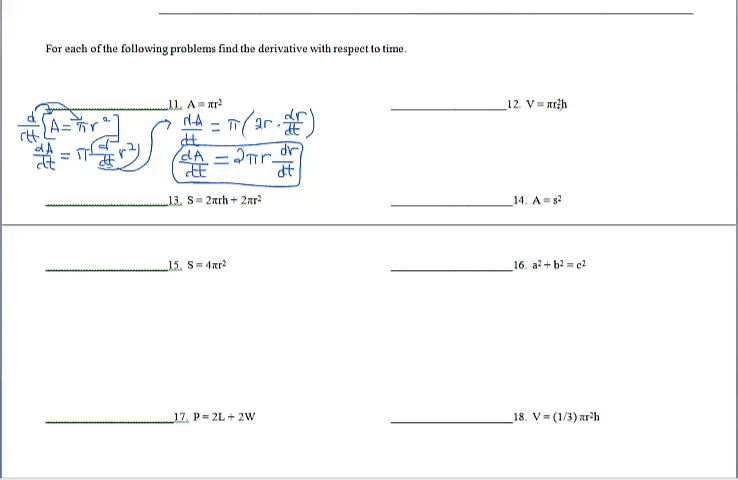 For each of the following problems find the derivative with respect to time.
11. A = πr²
12. V = πr²h
d/dt [A = πr²]
dA/dt = π(d/dt r²)
dA/dt = π(2r · dr/dt)
dA/dt = 2πr dr/dt
13. S = 2πrh + 2πr²
14. A = s²
15. S = 4πr²
16. a² + b² = c²
17. P = 2L + 2W
18. V = (1/3) πr²h